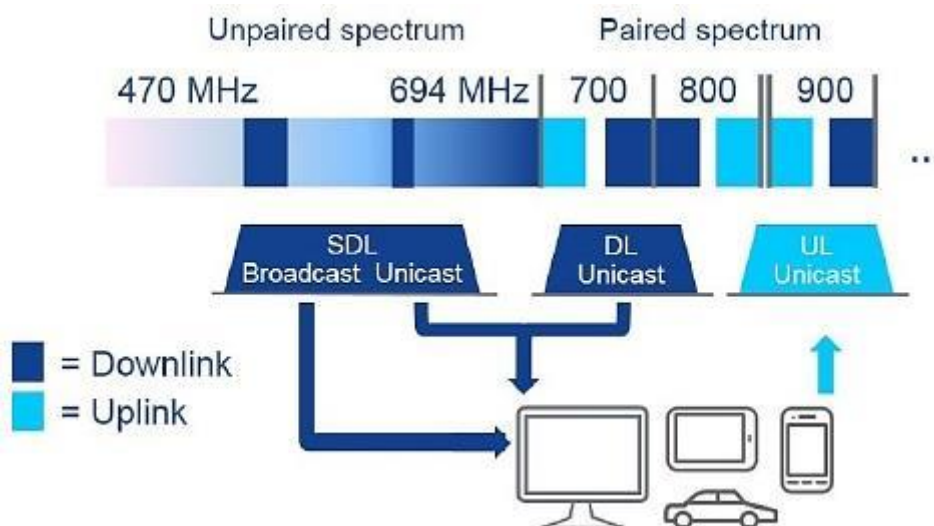 Unpaired spectrum Paired spectrum
470 MHz 694 MHz 700 800 900
..
SDL
Broadcast Unicast
DL
Unicast
UL
Unicast
= Downlink
= Uplink